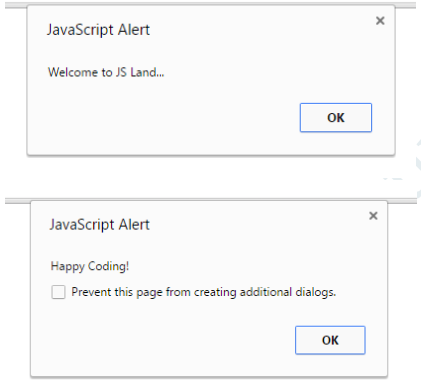 JavaScript Alert
Welcome to JS Land...
OK
JavaScript Alert
Happy Coding!
Prevent this page from creating additional dialogs.
OK